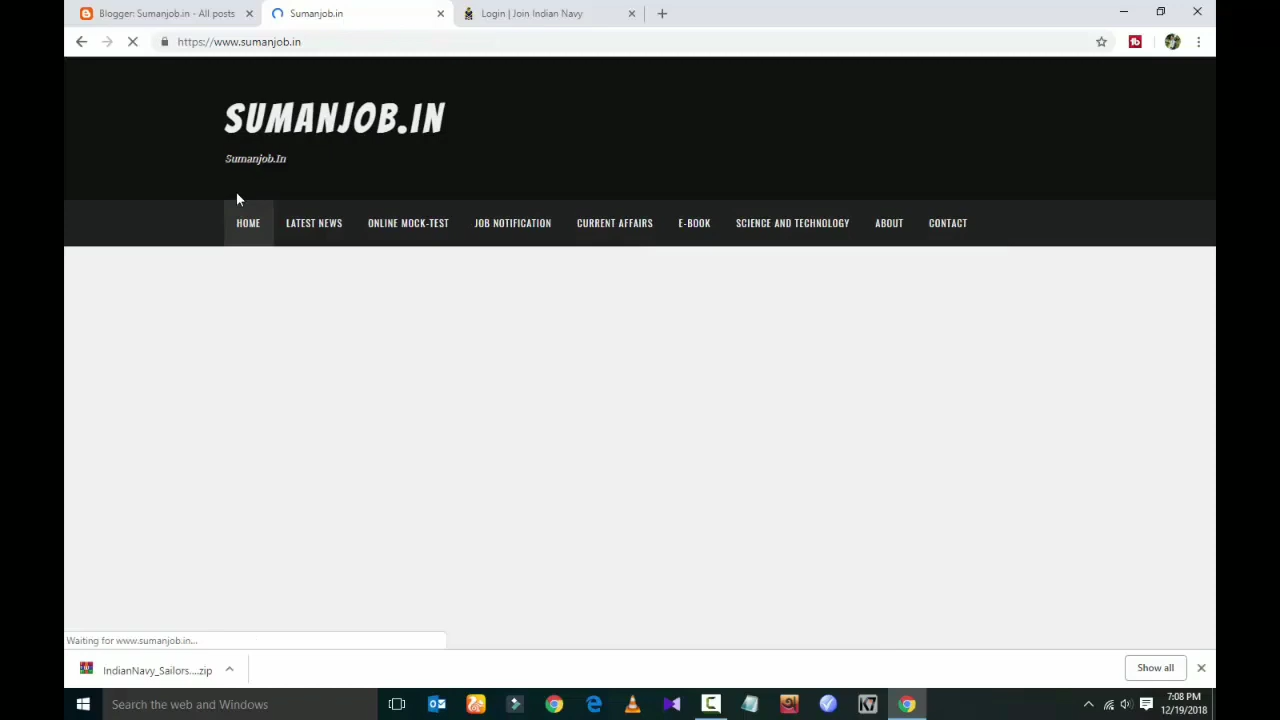 Blogger: Sumanjob.in - All posts
Sumanjob.in
Login | Join Indian Navy
https://www.sumanjob.in
SUMANJOB.IN
Sumanjob.In
HOME LATEST NEWS ONLINE MOCK-TEST JOB NOTIFICATION CURRENT AFFAIRS E-BOOK SCIENCE AND TECHNOLOGY ABOUT CONTACT
Waiting for www.sumanjob.in...
IndianNavy_Sailors....zip
Show all
Search the web and Windows
7:08 PM
12/19/2018